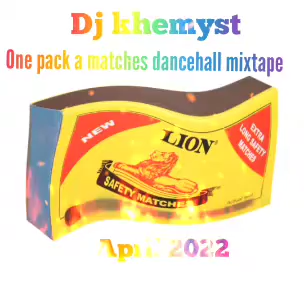 Dj khemyst
One pack a matches dancehall mixtape
NEW
LION
EXTRA
LONG SAFETY
MATCHES
SAFETY MATCHES
April 2022